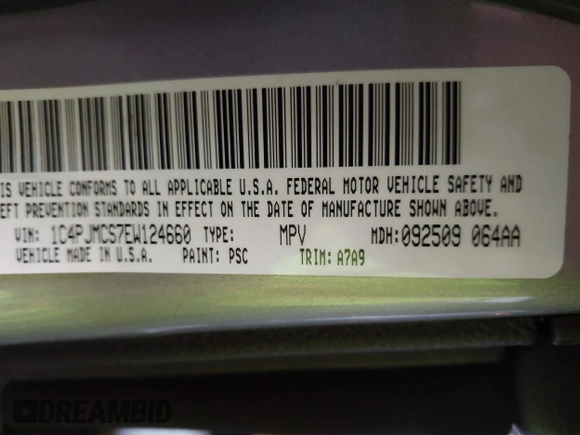 IS VEHICLE CONFORMS TO ALL APPLICABLE U.S.A. FEDERAL MOTOR VEHICLE SAFETY AND
EFT PREVENTION STANDARDS IN EFFECT ON THE DATE OF MANUFACTURE SHOWN ABOVE.
VIN: 1C4PJMCS7EW124660 TYPE: MPV MDH:092509 064AA
VEHICLE MADE IN U.S.A. PAINT: PSC TRIM: A7A9
DREAMBID